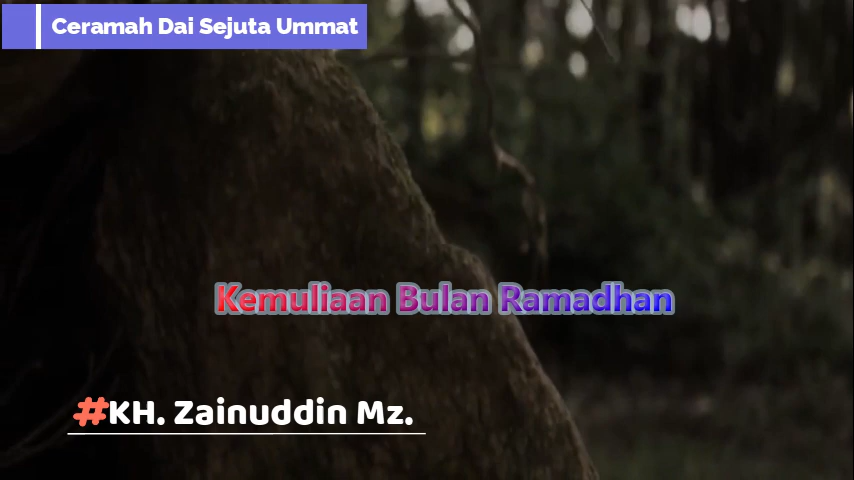 Ceramah Dai Sejuta Ummat
Kemuliaan Bulan Ramadhan
#KH. Zainuddin Mz.